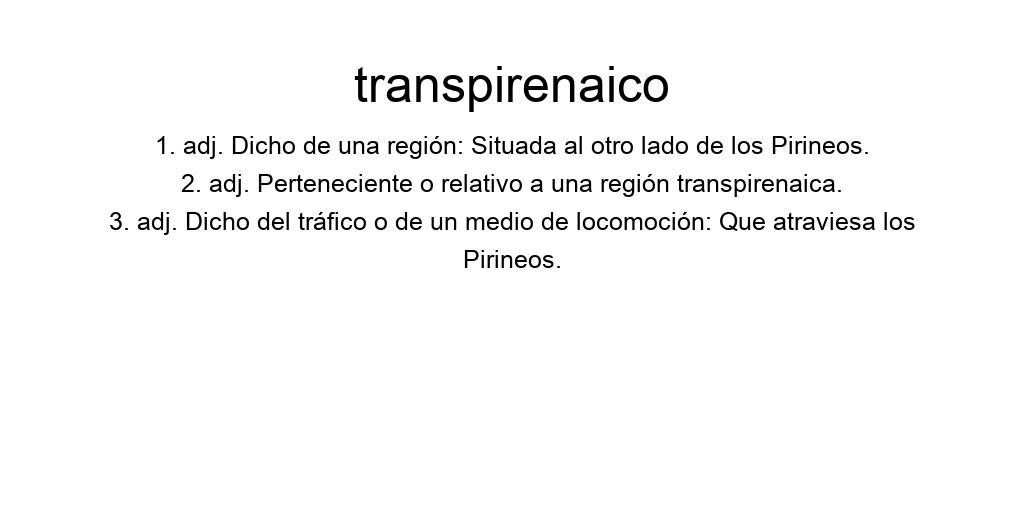 transpirenaico
1. adj. Dicho de una región: Situada al otro lado de los Pirineos.
2. adj. Perteneciente o relativo a una región transpirenaica.
3. adj. Dicho del tráfico o de un medio de locomoción: Que atraviesa los
Pirineos.